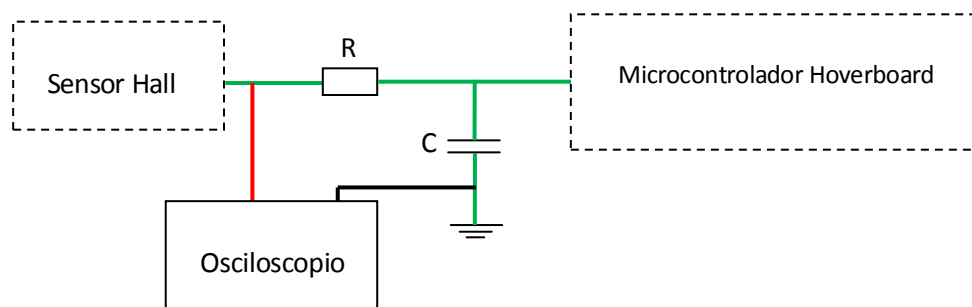 Sensor Hall
R
Microcontrolador Hoverboard
C
Osciloscopio